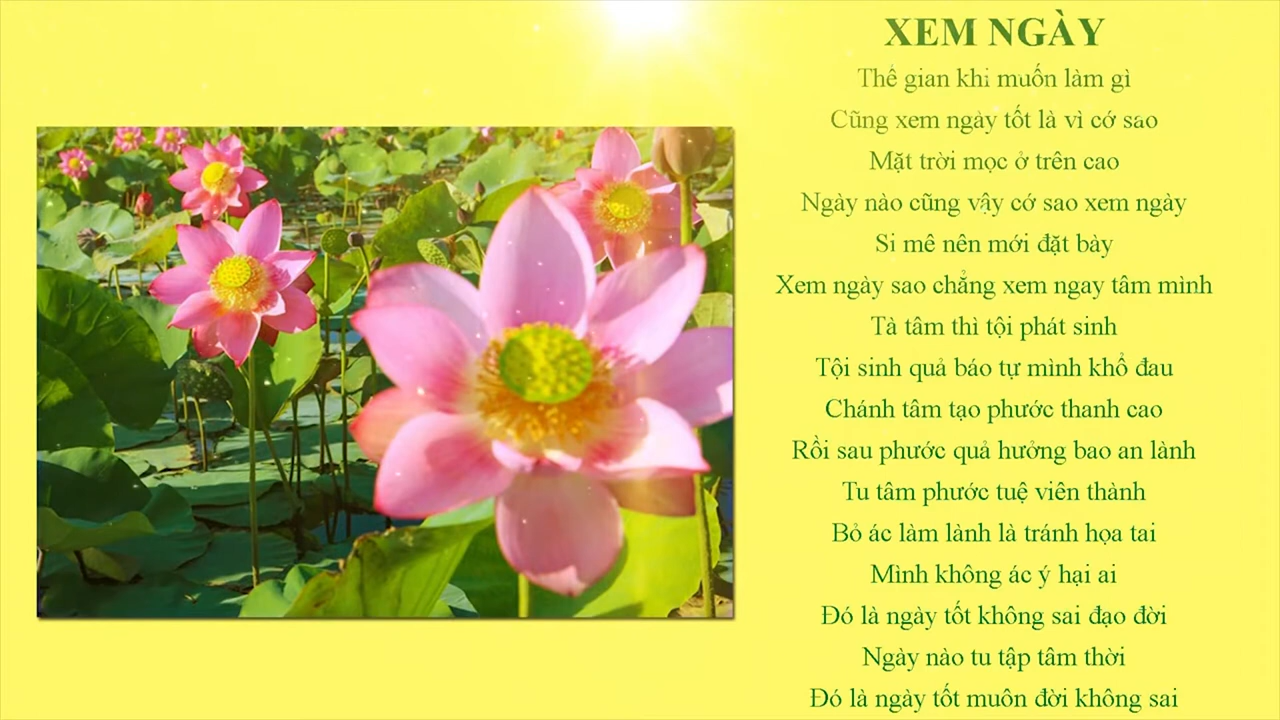 XEM NGÀY
Thế gian khi muốn làm gì
Cũng xem ngày tốt là vì cớ sao
Mặt trời mọc ở trên cao
Ngày nào cũng vậy cớ sao xem ngày
Si mê nên mới đặt bày
Xem ngày sao chẳng xem ngay tâm mình
Tà tâm thì tội phát sinh
Tội sinh quả báo tự mình khổ đau
Chánh tâm tạo phước thanh cao
Rồi sau phước quả hưởng bao an lành
Tu tâm phước tuệ viên thành
Bỏ ác làm lành là tránh họa tai
Mình không ác ý hại ai
Đó là ngày tốt không sai đạo đời
Ngày nào tu tập tâm thời
Đó là ngày tốt muôn đời không sai